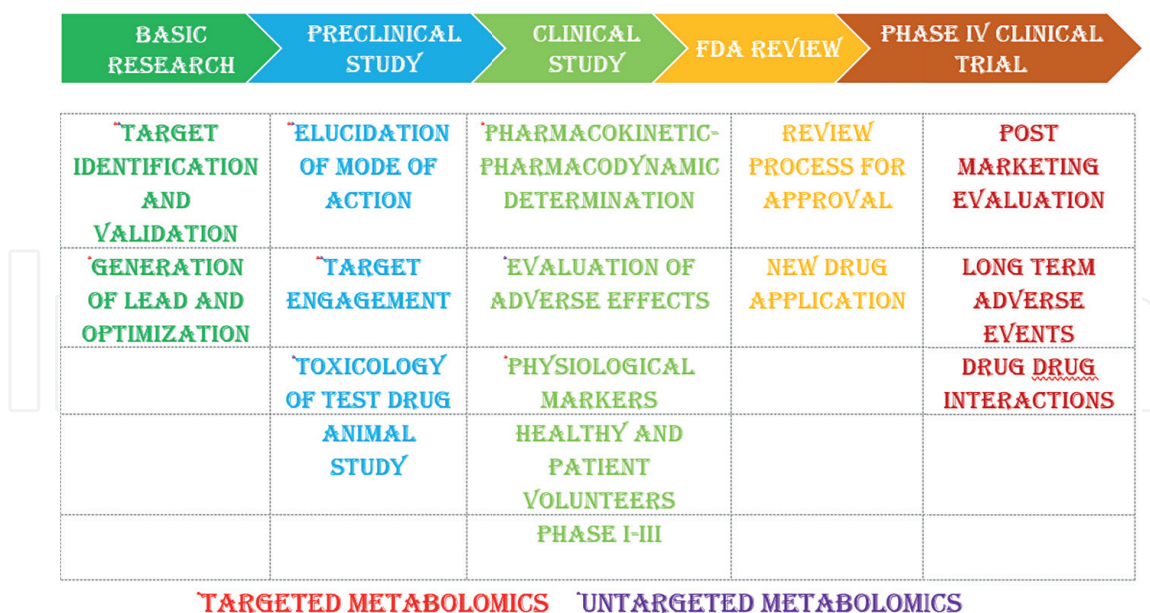 BASIC
RESEARCH
PRECLINICAL
STUDY
CLINICAL
STUDY
FDA REVIEW
PHASE IV CLINICAL
TRIAL
**TARGET
IDENTIFICATION
AND
VALIDATION
**ELUCIDATION
OF MODE OF
ACTION
*PHARMACOKINETIC-
PHARMACODYNAMIC
DETERMINATION
REVIEW
PROCESS FOR
APPROVAL
POST
MARKETING
EVALUATION
*GENERATION
OF LEAD AND
OPTIMIZATION
**TARGET
ENGAGEMENT
*EVALUATION OF
ADVERSE EFFECTS
NEW DRUG
APPLICATION
LONG TERM
ADVERSE
EVENTS
*TOXICOLOGY
OF TEST DRUG
*PHYSIOLOGICAL
MARKERS
DRUG DRUG
INTERACTIONS
ANIMAL
STUDY
HEALTHY AND
PATIENT
VOLUNTEERS
PHASE I-III
*TARGETED METABOLOMICS *UNTARGETED METABOLOMICS